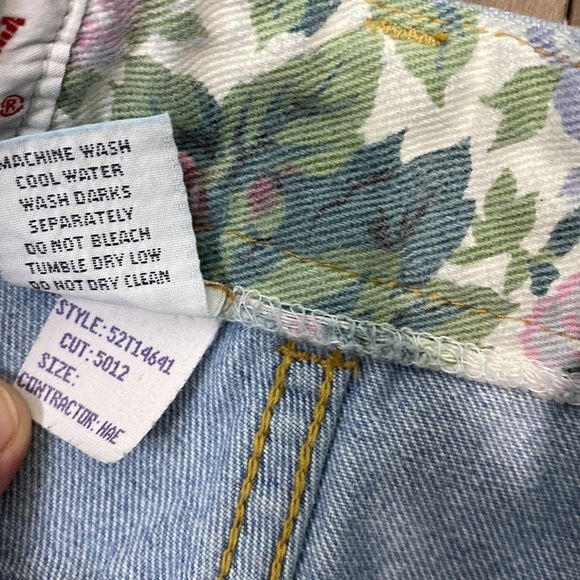 ®
MACHINE WASH
COOL WATER
WASH DARKS
SEPARATELY
DO NOT BLEACH
TUMBLE DRY LOW
DO NOT DRY CLEAN
STYLE: 52T14641
CUT: 5012
SIZE:
CONTRACTOR: HAE